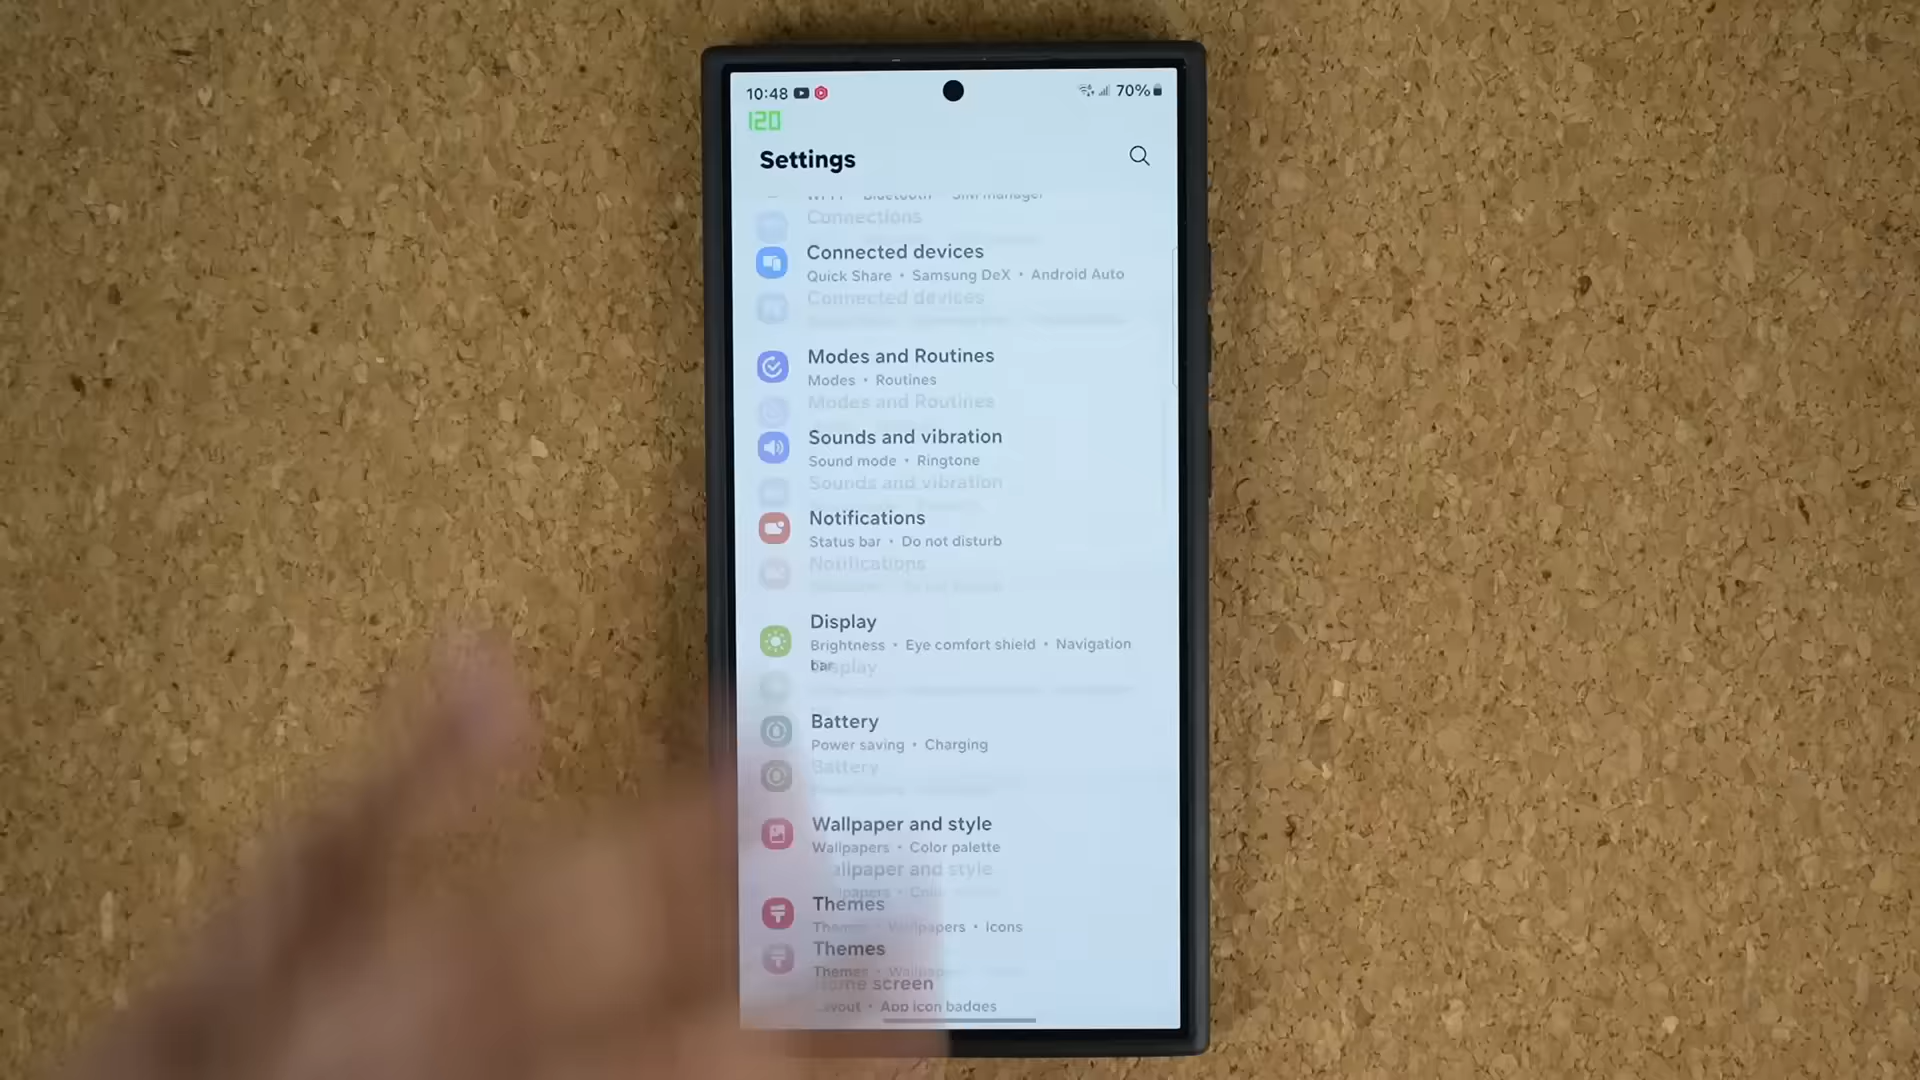 10:48
70%
120
Settings
Wi-Fi • Bluetooth • SIM manager
Connections
Connected devices
Quick Share • Samsung DeX • Android Auto
Connected devices
Modes and Routines
Modes • Routines
Modes and Routines
Sounds and vibration
Sound mode • Ringtone
Sounds and vibration
Notifications
Status bar • Do not disturb
Notifications
Display
Brightness • Eye comfort shield • Navigation
bar
Display
Battery
Power saving • Charging
Battery
Wallpaper and style
Wallpapers • Color palette
Wallpaper and style
Themes
Themes • Wallpapers • Icons
Themes
Themes • Wallpapers
Home screen
Layout • App icon badges